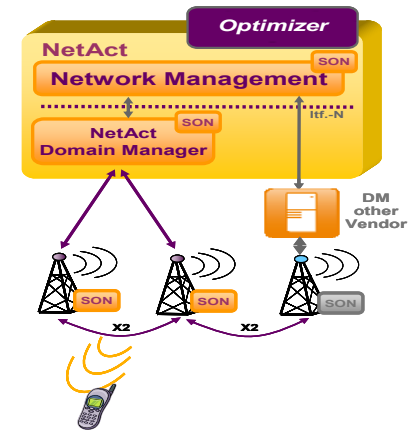 Optimizer
NetAct
SON
Network Management
Itf.-N
SON
NetAct
Domain Manager
DM
other
Vendor
SON
SON
SON
X2
X2